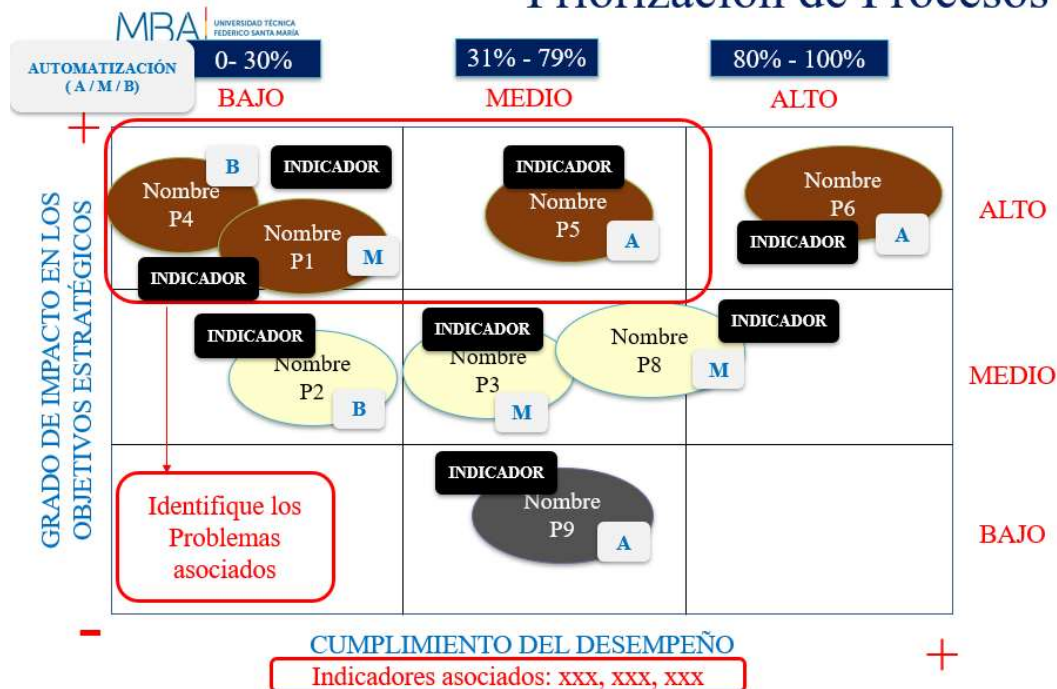 Priorización de Procesos
MBA
UNIVERSIDAD TÉCNICA
FEDERICO SANTA MARÍA
AUTOMATIZACIÓN
( A / M / B)
0- 30%
31% - 79%
80% - 100%
BAJO
MEDIO
ALTO
+
GRADO DE IMPACTO EN LOS
OBJETIVOS ESTRATÉGICOS
B
INDICADOR
Nombre
P4
Nombre
P1
M
INDICADOR
INDICADOR
Nombre
P5
A
Nombre
P6
INDICADOR
A
ALTO
INDICADOR
Nombre
P2
B
INDICADOR
Nombre
P3
M
Nombre
P8
M
INDICADOR
MEDIO
Identifique los
Problemas
asociados
INDICADOR
Nombre
P9
A
BAJO
-
CUMPLIMIENTO DEL DESEMPEÑO
+
Indicadores asociados: xxx, xxx, xxx